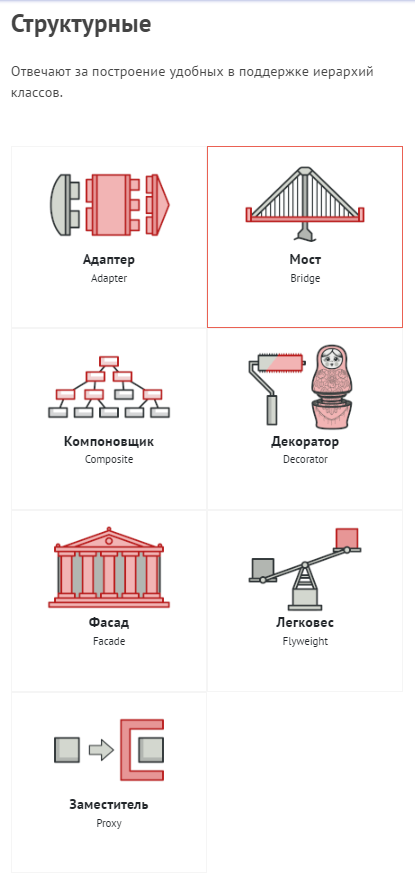 Структурные
Отвечают за построение удобных в поддержке иерархий
классов.
Адаптер
Adapter
Мост
Bridge
Компоновщик
Composite
Декоратор
Decorator
Фасад
Facade
Легковес
Flyweight
Заместитель
Proxy